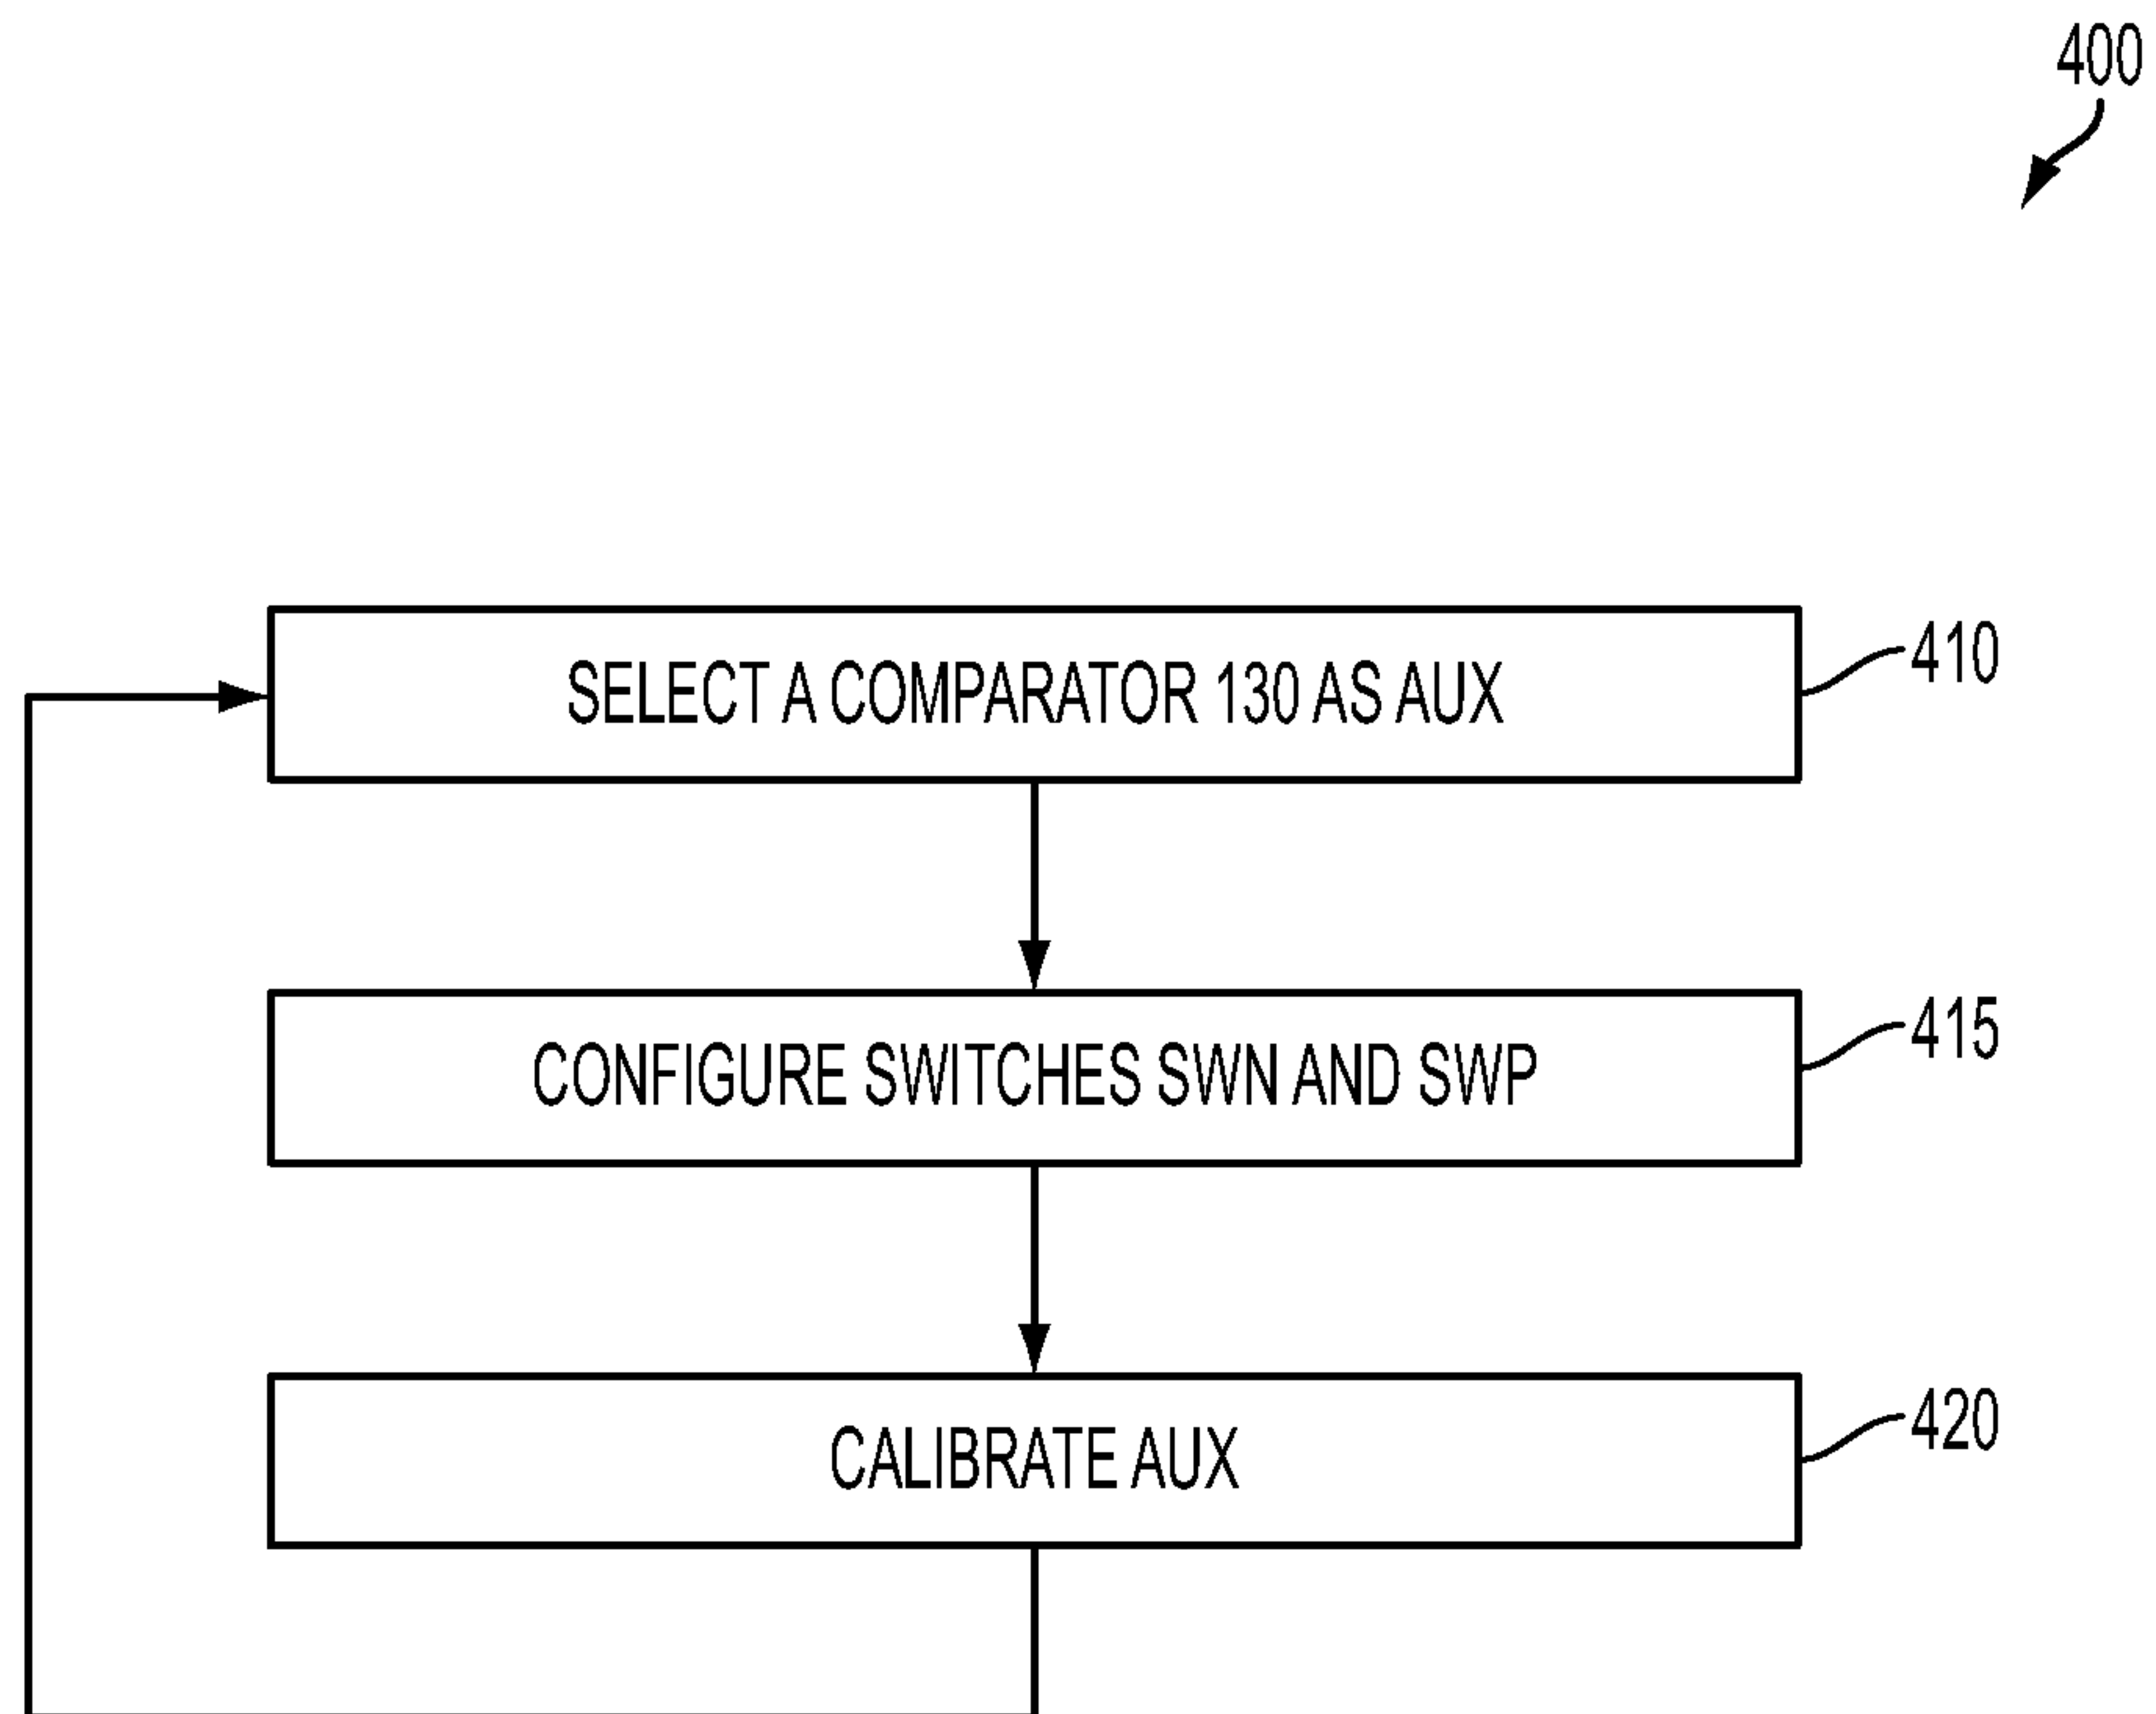 400
SELECT A COMPARATOR 130 AS AUX
410
CONFIGURE SWITCHES SWN AND SWP
415
CALIBRATE AUX
420